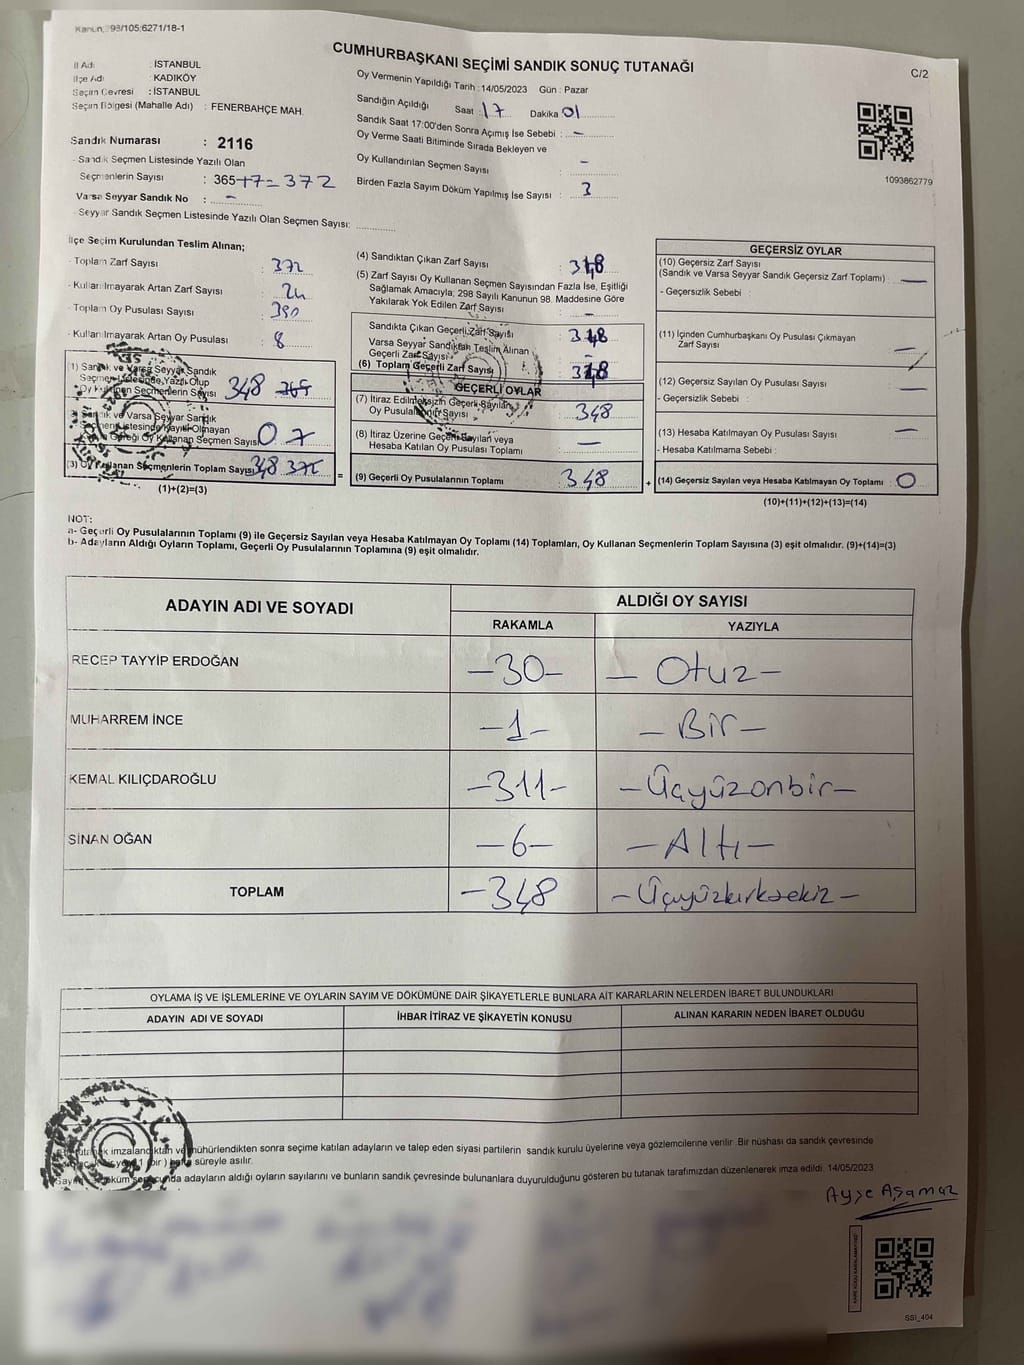 Kanun, 298/105,6271/18-1
CUMHURBAŞKANI SEÇİMİ SANDIK SONUÇ TUTANAĞI
C/2
İl Adı : İSTANBUL
İlçe Adı : KADIKÖY
Seçim Çevresi : İSTANBUL
Seçim Bölgesi (Mahalle Adı) : FENERBAHÇE MAH.
Sandık Numarası : 2116
- Sandık Seçmen Listesinde Yazılı Olan
Seçmenlerin Sayısı : 365+7=372
Varsa Seyyar Sandık No : -
- Seyyar Sandık Seçmen Listesinde Yazılı Olan Seçmen Sayısı:
Oy Vermenin Yapıldığı Tarih :14/05/2023 Gün : Pazar
Sandığın Açıldığı Saat : 17 Dakika 01
Sandık Saat 17:00'den Sonra Açımış İse Sebebi : -
Oy Verme Saati Bitiminde Sırada Bekleyen ve
Oy Kullandırılan Seçmen Sayısı : -
Birden Fazla Sayım Döküm Yapılmış İse Sayısı : 3
1093862779
İlçe Seçim Kurulundan Teslim Alınan;
- Toplam Zarf Sayısı : 372
- Kullanılmayarak Artan Zarf Sayısı : 24
- Toplam Oy Pusulası Sayısı
- Kullanılmayarak Artan Oy Pusulası : 8
(1) Sandık ve Varsa Seyyar Sandık
Seçmen Listesinde Yazılı Olup
Oy Kullanan Seçmenlerin Sayısı 348 365
Sandık ve Varsa Seyyar Sandık
Seçmen Listesinde Kayıtlı Olmayan
Gereği Oy Kullanan Seçmen Sayısı 0 7
(3) Oy Kullanan Seçmenlerin Toplam Sayısı 348 372
(1)+(2)=(3)
(4) Sandıktan Çıkan Zarf Sayısı : 348
(5) Zarf Sayısı Oy Kullanan Seçmen Sayısından Fazla İse, Eşitliği
Sağlamak Amacıyla, 298 Sayılı Kanunun 98. Maddesine Göre
Yakılarak Yok Edilen Zarf Sayısı : -
Sandıkta Çıkan Geçerli Zarf Sayısı : 348
Varsa Seyyar Sandıktan Teslim Alınan
Geçerli Zarf Sayısı : -
(6) Toplam Geçerli Zarf Sayısı : 348
GEÇERLİ OYLAR
(7) İtiraz Edilmeksizin Geçerli Sayılan
Oy Pusulalarının Sayısı : 348
(8) İtiraz Üzerine Geçerli Sayılan veya
Hesaba Katılan Oy Pusulası Toplamı : -
= (9) Geçerli Oy Pusulalarının Toplamı : 348
GEÇERSİZ OYLAR
(10) Geçersiz Zarf Sayısı
(Sandık ve Varsa Seyyar Sandık Geçersiz Zarf Toplamı) : -
- Geçersizlik Sebebi :
(11) İçinden Cumhurbaşkanı Oy Pusulası Çıkmayan
Zarf Sayısı : -
(12) Geçersiz Sayılan Oy Pusulası Sayısı : -
- Geçersizlik Sebebi :
(13) Hesaba Katılmayan Oy Pusulası Sayısı : -
- Hesaba Katılmama Sebebi :
+ (14) Geçersiz Sayılan veya Hesaba Katılmayan Oy Toplamı : 0
(10)+(11)+(12)+(13)=(14)
NOT:
a- Geçerli Oy Pusulalarının Toplamı (9) ile Geçersiz Sayılan veya Hesaba Katılmayan Oy Toplamı (14) Toplamları, Oy Kullanan Seçmenlerin Toplam Sayısına (3) eşit olmalıdır. (9)+(14)=(3)
b- Adayların Aldığı Oyların Toplamı, Geçerli Oy Pusulalarının Toplamına (9) eşit olmalıdır.
ADAYIN ADI VE SOYADI
ALDIĞI OY SAYISI
RAKAMLA YAZIYLA
RECEP TAYYİP ERDOĞAN -30- - Otuz -
MUHARREM İNCE -1- - Bir -
KEMAL KILIÇDAROĞLU -311- - Üçyüzonbir -
SİNAN OĞAN -6- - Altı -
TOPLAM -348- - Üçyüzkırksekiz -
OYLAMA İŞ VE İŞLEMLERİNE VE OYLARIN SAYIM VE DÖKÜMÜNE DAİR ŞİKAYETLERLE BUNLARA AİT KARARLARIN NELERDEN İBARET BULUNDUKLARI
ADAYIN ADI VE SOYADI İHBAR İTİRAZ VE ŞİKAYETİN KONUSU ALINAN KARARIN NEDEN İBARET OLDUĞU
T.C.
tutanak imzalandıktan ve mühürlendikten sonra seçime katılan adayların ve talep eden siyasi partilerin sandık kurulu üyelerine veya gözlemcilerine verilir. Bir nüshası da sandık çevresinde
1 (bir) hafta süreyle asılır.
Sayım döküm sonucunda adayların aldığı oyların sayılarını ve bunların sandık çevresinde bulunanlara duyurulduğunu gösteren bu tutanak tarafımızdan düzenlenerek imza edildi. 14/05/2023
Ayşe Aşamaz
SSI_404